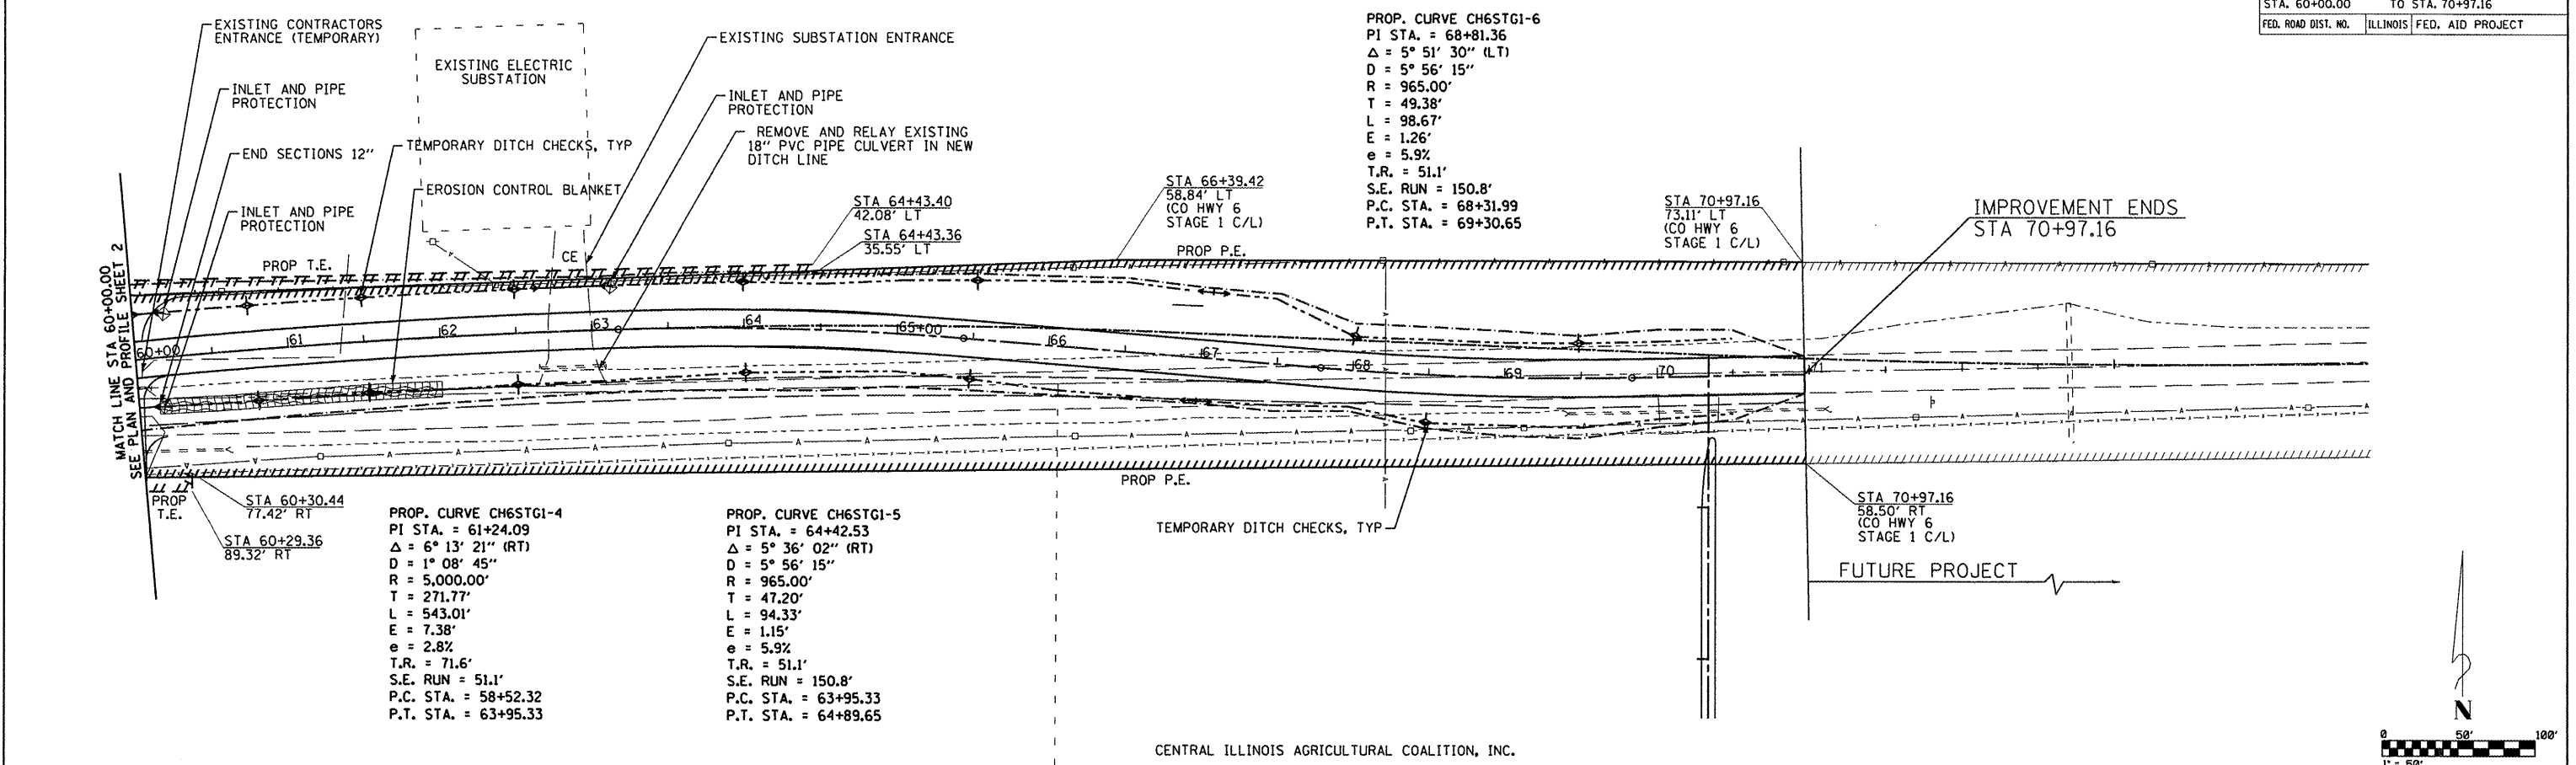 STA. 60+00.00 TO STA. 70+97.16
FED. ROAD DIST. NO. ILLINOIS FED. AID PROJECT
EXISTING CONTRACTORS
ENTRANCE (TEMPORARY)
INLET AND PIPE
PROTECTION
END SECTIONS 12"
INLET AND PIPE
PROTECTION
EXISTING ELECTRIC
SUBSTATION
TEMPORARY DITCH CHECKS, TYP
EROSION CONTROL BLANKET
EXISTING SUBSTATION ENTRANCE
INLET AND PIPE
PROTECTION
REMOVE AND RELAY EXISTING
18" PVC PIPE CULVERT IN NEW
DITCH LINE
STA 64+43.40
42.08' LT
STA 64+43.36
35.55' LT
STA 66+39.42
58.84' LT
(CO HWY 6
STAGE 1 C/L)
PROP. CURVE CH6STG1-6
PI STA. = 68+81.36
Δ = 5° 51' 30" (LT)
D = 5° 56' 15"
R = 965.00'
T = 49.38'
L = 98.67'
E = 1.26'
e = 5.9%
T.R. = 51.1'
S.E. RUN = 150.8'
P.C. STA. = 68+31.99
P.T. STA. = 69+30.65
STA 70+97.16
73.11' LT
(CO HWY 6
STAGE 1 C/L)
IMPROVEMENT ENDS
STA 70+97.16
MATCH LINE STA 60+00.00
SEE PLAN AND PROFILE SHEET 2
PROP T.E.
CE
PROP P.E.
60+00
61
62
63
64
65+00
66
67
68
69
70
71
PROP P.E.
PROP
T.E.
STA 60+30.44
77.42' RT
STA 60+29.36
89.32' RT
PROP. CURVE CH6STG1-4
PI STA. = 61+24.09
Δ = 6° 13' 21" (RT)
D = 1° 08' 45"
R = 5,000.00'
T = 271.77'
L = 543.01'
E = 7.38'
e = 2.8%
T.R. = 71.6'
S.E. RUN = 51.1'
P.C. STA. = 58+52.32
P.T. STA. = 63+95.33
PROP. CURVE CH6STG1-5
PI STA. = 64+42.53
Δ = 5° 36' 02" (RT)
D = 5° 56' 15"
R = 965.00'
T = 47.20'
L = 94.33'
E = 1.15'
e = 5.9%
T.R. = 51.1'
S.E. RUN = 150.8'
P.C. STA. = 63+95.33
P.T. STA. = 64+89.65
TEMPORARY DITCH CHECKS, TYP
STA 70+97.16
58.50' RT
(CO HWY 6
STAGE 1 C/L)
FUTURE PROJECT
CENTRAL ILLINOIS AGRICULTURAL COALITION, INC.
N
0 50' 100'
1" = 50'